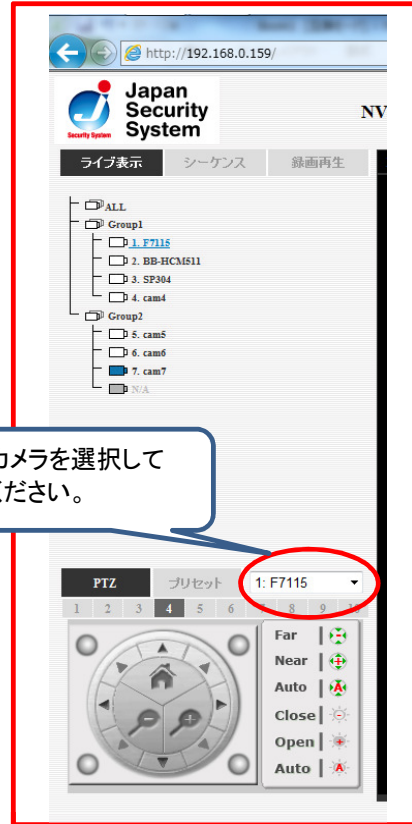 http://192.168.0.159/
Japan
Security
System
Security System
NV
ライブ表示 シーケンス 録画再生
ALL
Group1
1. F7115
2. BB-HCM511
3. SP304
4. cam4
Group2
5. cam5
6. cam6
7. cam7
N/A
カメラを選択して
ください。
PTZ プリセット 1: F7115
1 2 3 4 5 6 7 8 9 10
Far
Near
Auto
Close
Open
Auto